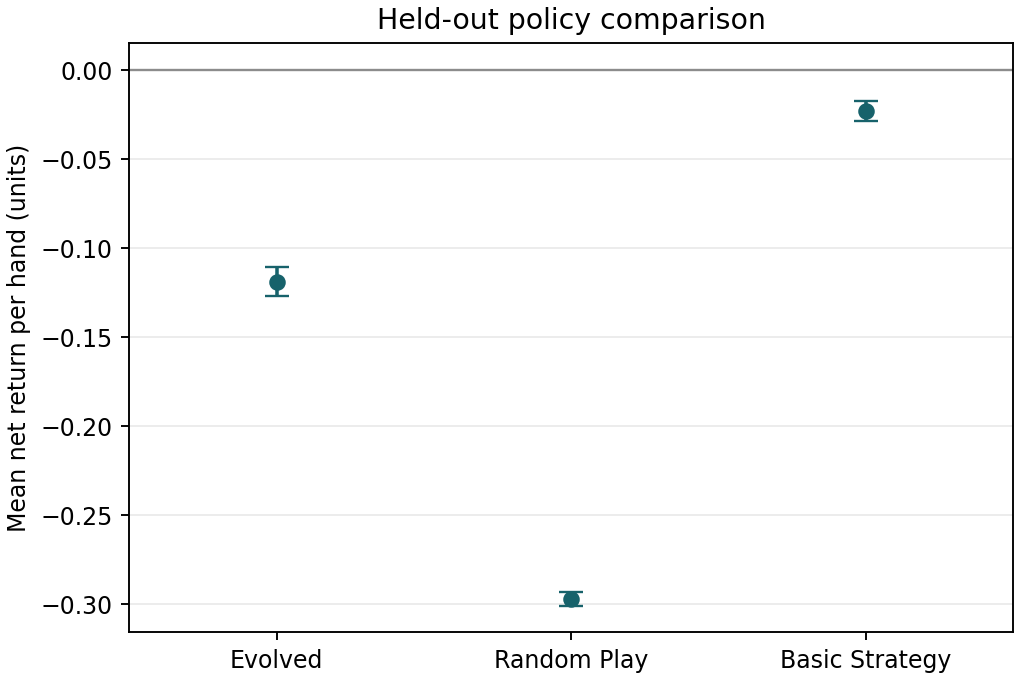 Held-out policy comparison
Mean net return per hand (units)
0.00
−0.05
−0.10
−0.15
−0.20
−0.25
−0.30
Evolved
Random Play
Basic Strategy